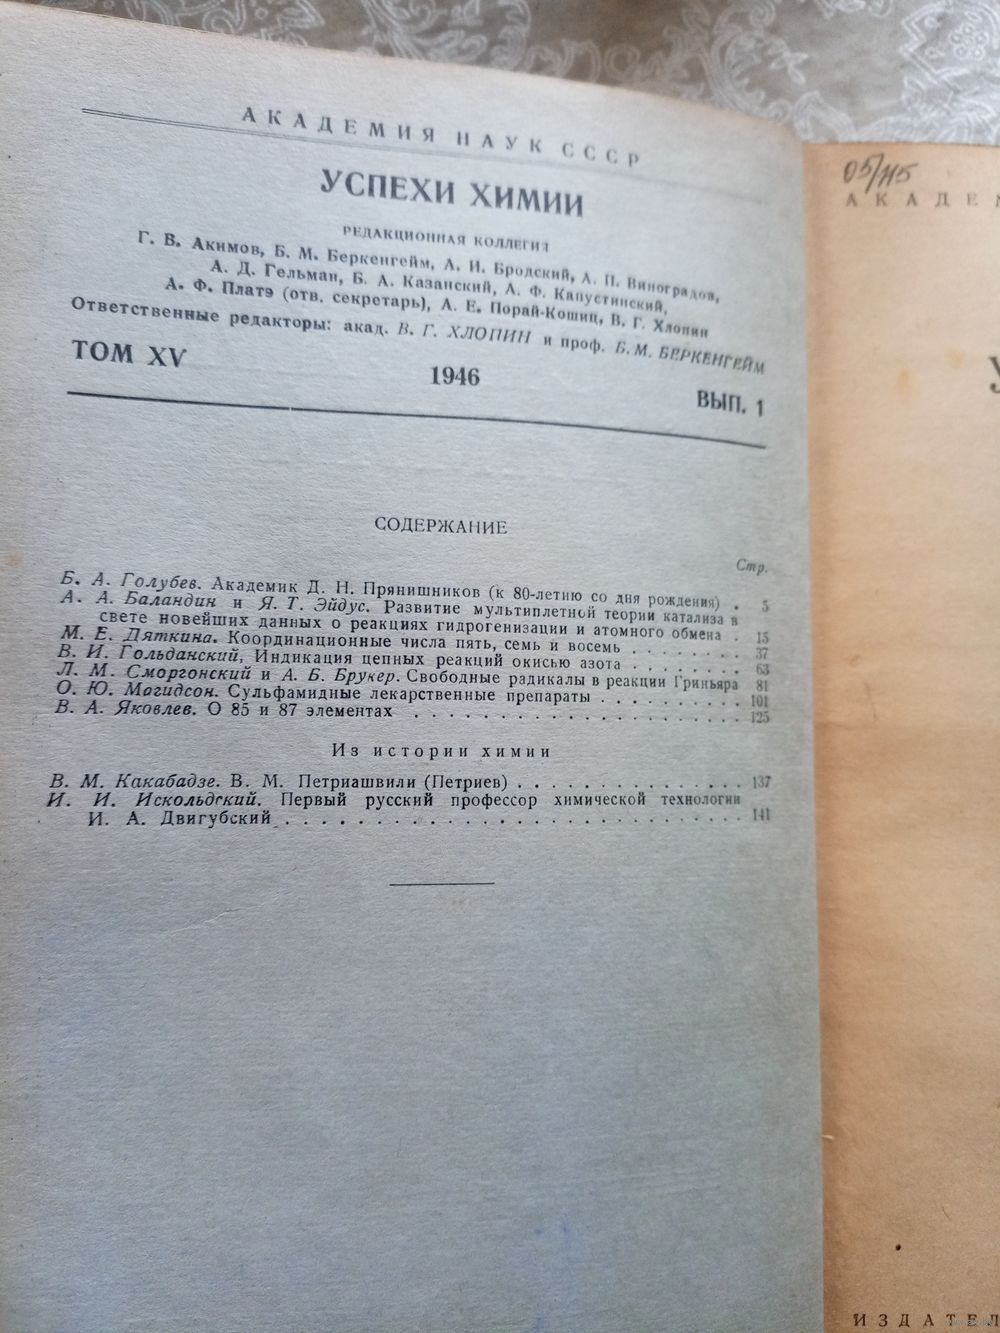 АКАДЕМИЯ НАУК СССР
УСПЕХИ ХИМИИ
РЕДАКЦИОННАЯ КОЛЛЕГИЯ
Г. В. Акимов, Б. М. Беркенгейм, А. И. Бродский, А. П. Виноградов,
А. Д. Гельман, Б. А. Казанский, А. Ф. Капустинский,
А. Ф. Платэ (отв. секретарь), А. Е. Порай-Кошиц, В. Г. Хлопин
Ответственные редакторы: акад. В. Г. ХЛОПИН и проф. Б. М. БЕРКЕНГЕЙМ
ТОМ XV 1946 ВЫП. 1
СОДЕРЖАНИЕ
Стр.
Б. А. Голубев. Академик Д. Н. Прянишников (к 80-летию со дня рождения) . 5
А. А. Баландин и Я. Т. Эйдус. Развитие мультиплетной теории катализа в
свете новейших данных о реакциях гидрогенизации и атомного обмена . 15
М. Е. Дяткина. Координационные числа пять, семь и восемь . . . . . . . . 37
В. И. Гольданский, Индикация цепных реакций окисью азота . . . . . . . . 63
Л. М. Сморгонский и А. Б. Брукер. Свободные радикалы в реакции Гриньяра 81
О. Ю. Магидсон. Сульфамидные лекарственные препараты . . . . . . . . . . 101
В. А. Яковлев. О 85 и 87 элементах . . . . . . . . . . . . . . . . . . . . . . 125
Из истории химии
В. М. Какабадзе. В. М. Петриашвили (Петриев) . . . . . . . . . . . . . . . 137
И. И. Искольдский. Первый русский профессор химической технологии
И. А. Двигубский . . . . . . . . . . . . . . . . . . . . . . . . . . . . 141
05/115
АКАДЕМ
У
ИЗДАТЕЛ